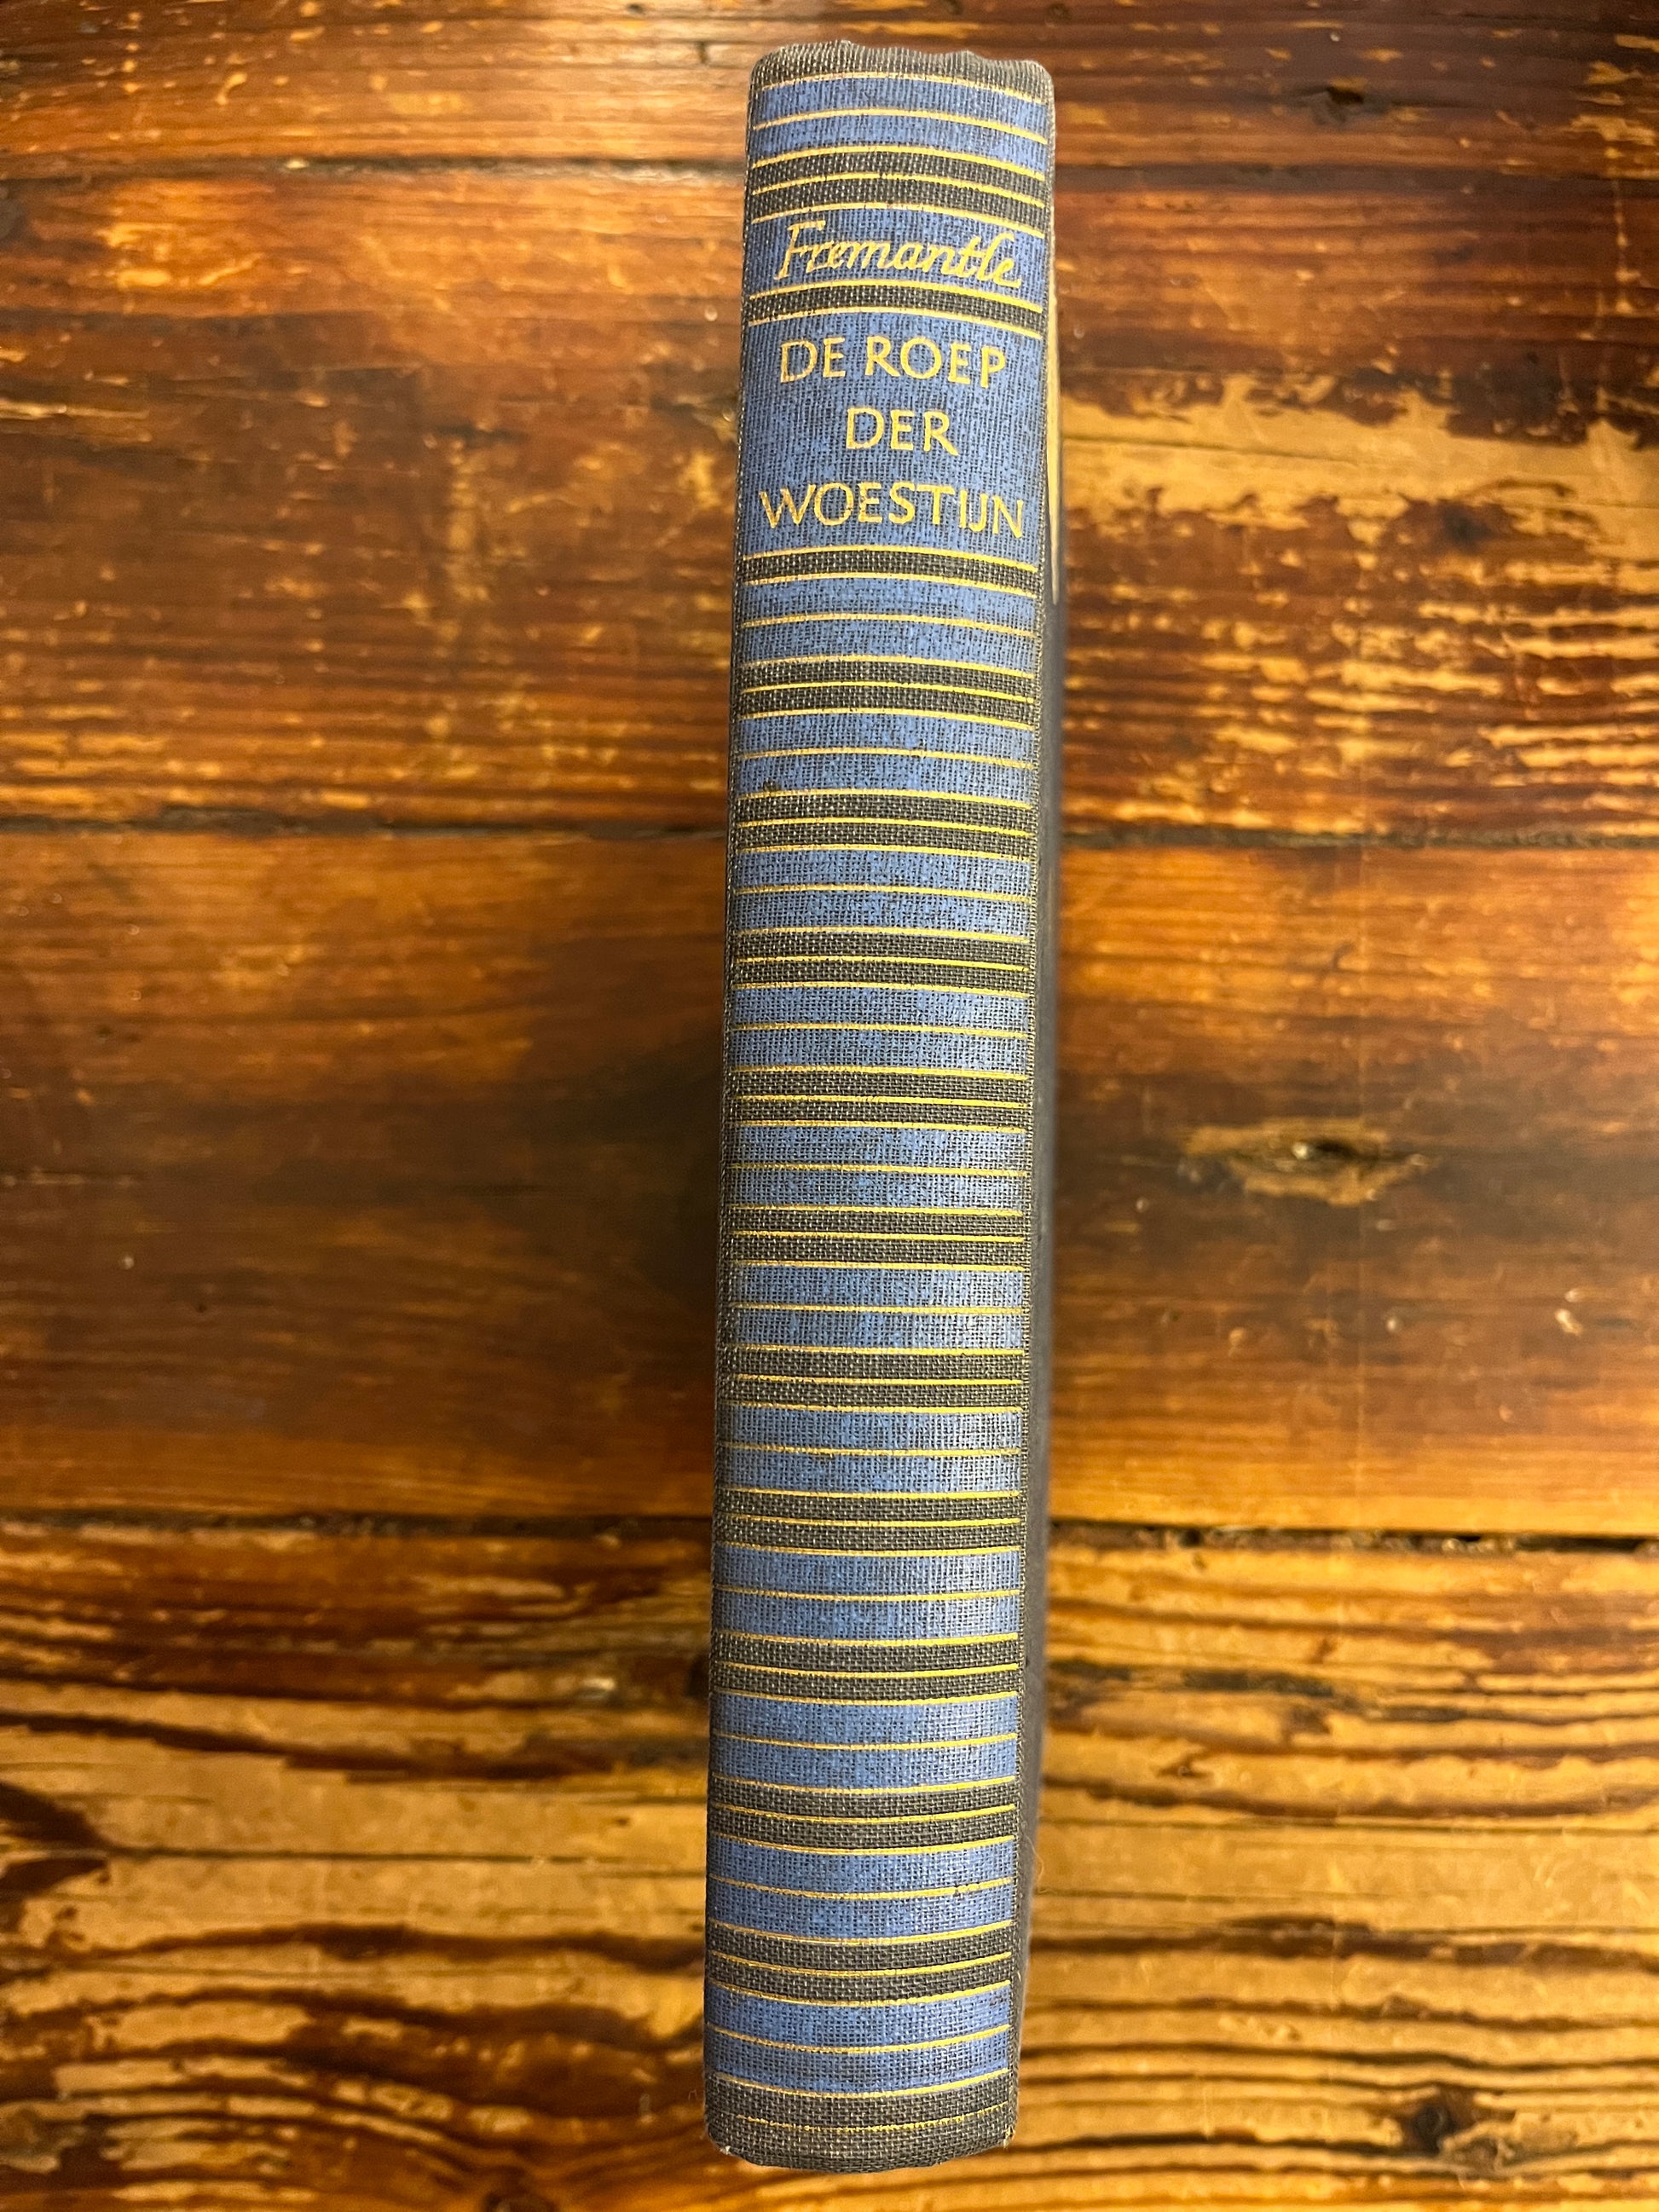 Fremantle
DE ROEP
DER
WOESTIJN